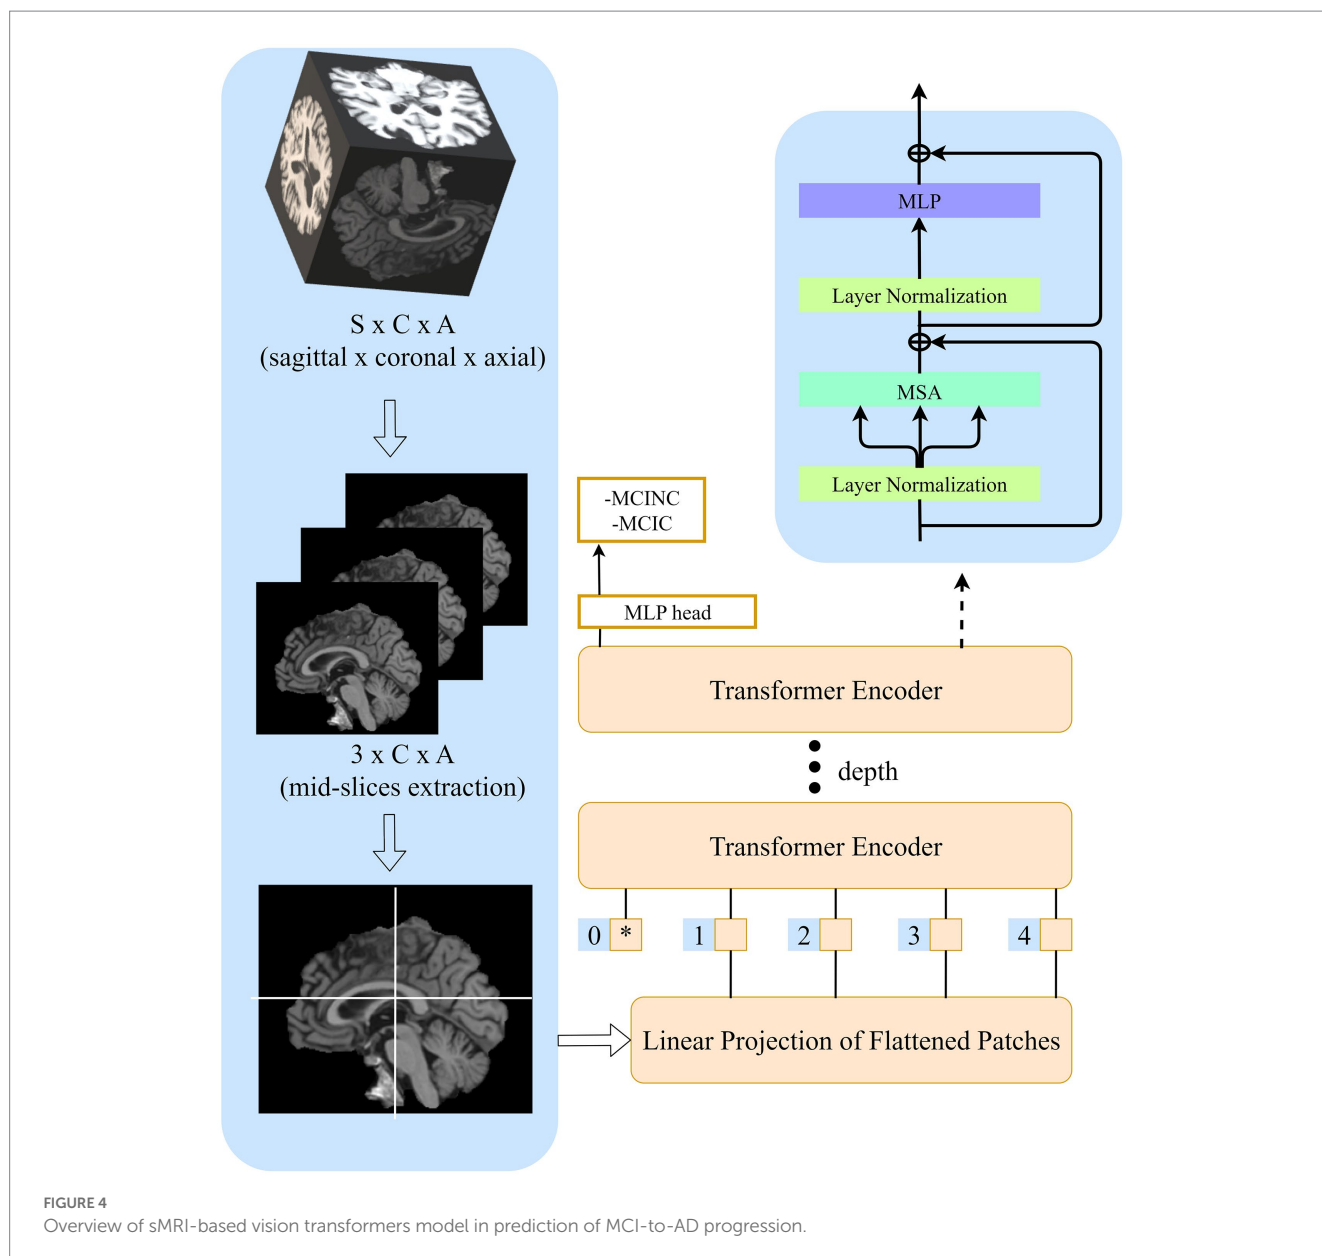 S x C x A
(sagittal x coronal x axial)
3 x C x A
(mid-slices extraction)
-MCINC
-MCIC
MLP head
Transformer Encoder
depth
Transformer Encoder
0 * 1 2 3 4
Linear Projection of Flattened Patches
MLP
Layer Normalization
MSA
Layer Normalization
FIGURE 4
Overview of sMRI-based vision transformers model in prediction of MCI-to-AD progression.